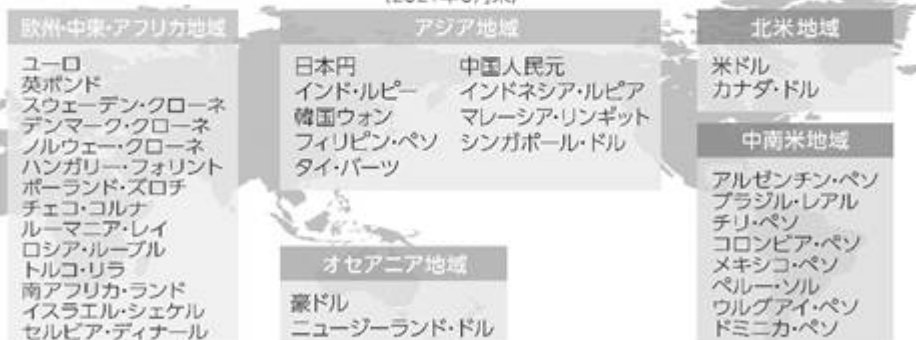 欧州・中東・アフリカ地域
ユーロ
英ポンド
スウェーデン・クローネ
デンマーク・クローネ
ノルウェー・クローネ
ハンガリー・フォリント
ポーランド・ズロチ
チェコ・コルナ
ルーマニア・レイ
ロシア・ルーブル
トルコ・リラ
南アフリカ・ランド
イスラエル・シェケル
セルビア・ディナール
アジア地域
日本円 中国人民元
インド・ルピー インドネシア・ルピア
韓国ウォン マレーシア・リンギット
フィリピン・ペソ シンガポール・ドル
タイ・バーツ
オセアニア地域
豪ドル
ニュージーランド・ドル
北米地域
米ドル
カナダ・ドル
中南米地域
アルゼンチン・ペソ
ブラジル・レアル
チリ・ペソ
コロンビア・ペソ
メキシコ・ペソ
ペルー・ソル
ウルグアイ・ペソ
ドミニカ・ペソ